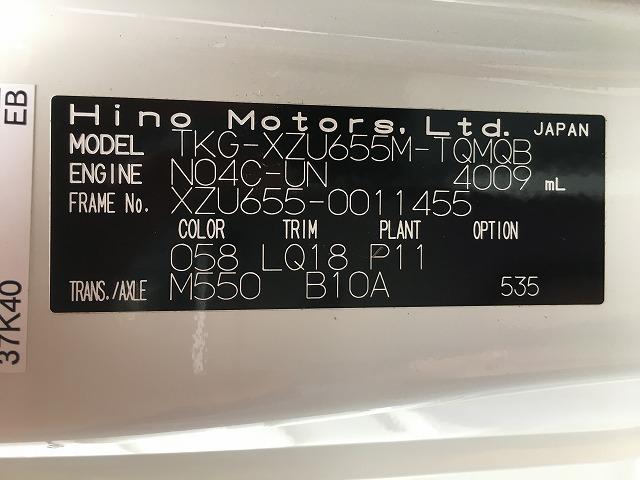 Hino Motors, Ltd. JAPAN
MODEL TKG-XZU655M-TQMQB
ENGINE N04C-UN 4009 mL
FRAME No. XZU655-0011455
COLOR TRIM PLANT OPTION
058 LQ18 P11
TRANS./AXLE M550 B10A 535
EB
37K40